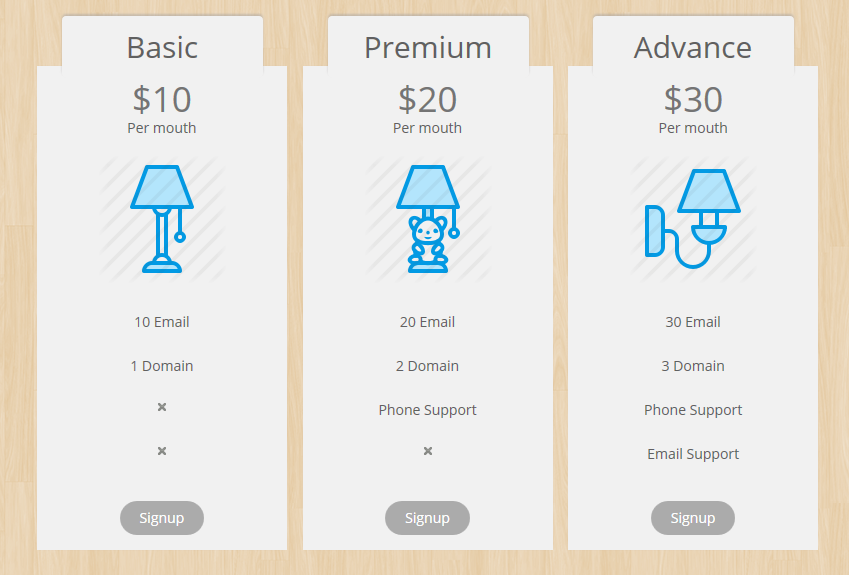 Basic
$10
Per mouth
10 Email
1 Domain
Signup
Premium
$20
Per mouth
20 Email
2 Domain
Phone Support
Signup
Advance
$30
Per mouth
30 Email
3 Domain
Phone Support
Email Support
Signup